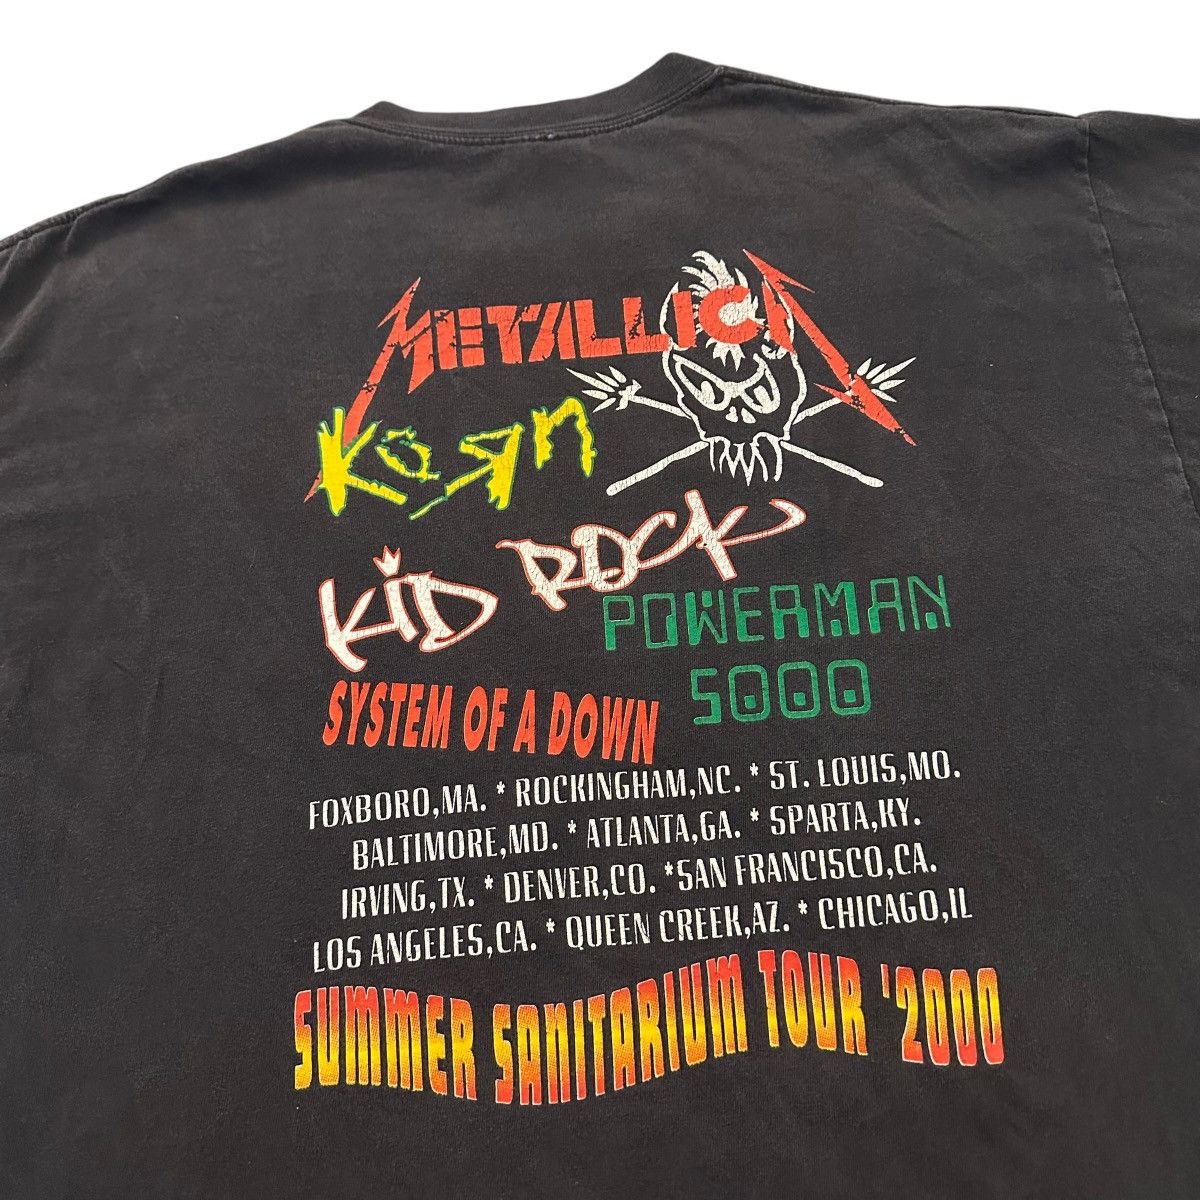 METALLICA
KoRn
KID ROCK
POWERMAN
5000
SYSTEM OF A DOWN
FOXBORO,MA. * ROCKINGHAM,NC. * ST. LOUIS,MO.
BALTIMORE,MD. * ATLANTA,GA. * SPARTA,KY.
IRVING,TX. * DENVER,CO. *SAN FRANCISCO,CA.
LOS ANGELES,CA. * QUEEN CREEK,AZ. * CHICAGO,IL
SUMMER SANITARIUM TOUR '2000